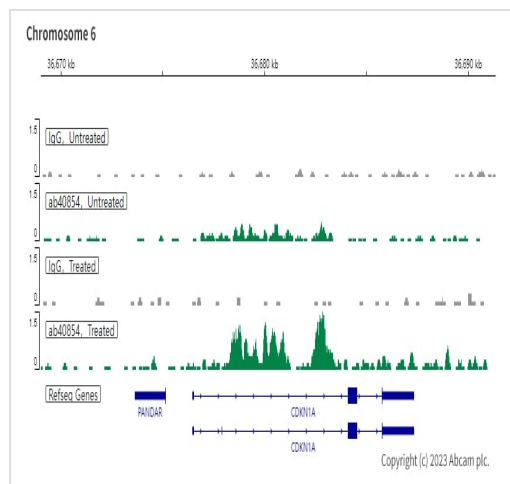 Chromosome 6
36,670 kb 36,680 kb 36,690 kb
1.5
IgG, Untreated
0
1.5
ab40854, Untreated
0
1.5
IgG, Treated
0
1.5
ab40854, Treated
0
Refseq Genes
PANDAR
CDKN1A
CDKN1A
Copyright (c) 2023 Abcam plc.